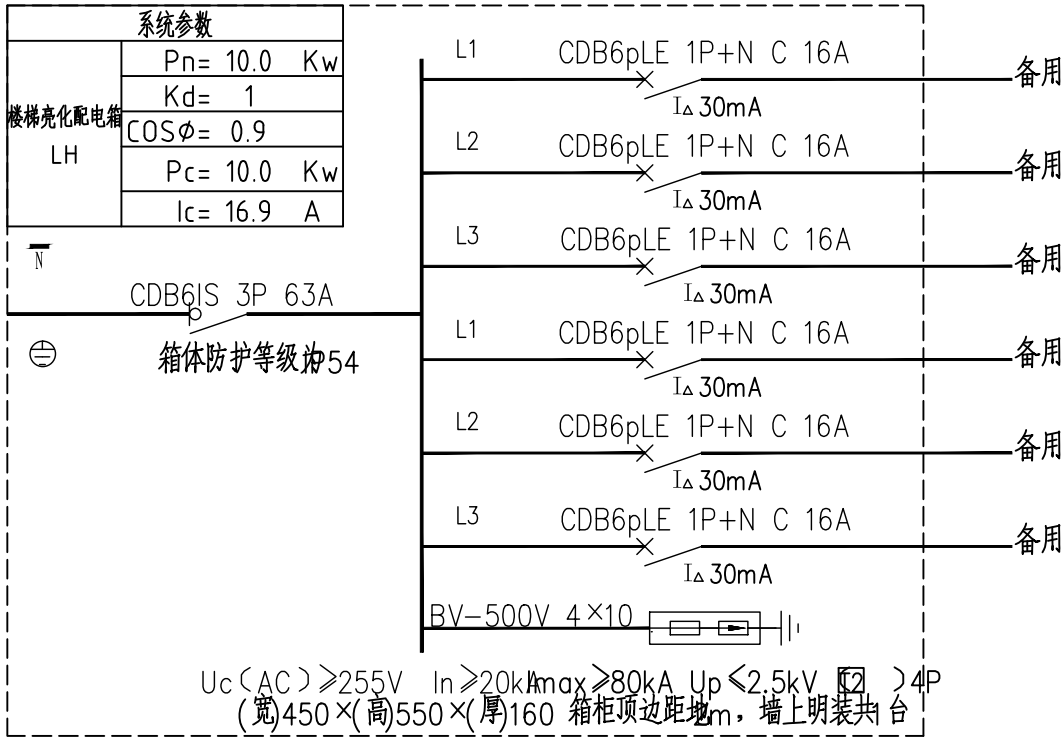 系统参数
楼梯亮化配电箱
LH
Pn= 10.0 Kw
Kd= 1
COSφ= 0.9
Pc= 10.0 Kw
Ic= 16.9 A
N
CDB6IS 3P 63A
箱体防护等级为IP54
L1 CDB6pLE 1P+N C 16A 备用
I△ 30mA
L2 CDB6pLE 1P+N C 16A 备用
I△ 30mA
L3 CDB6pLE 1P+N C 16A 备用
I△ 30mA
L1 CDB6pLE 1P+N C 16A 备用
I△ 30mA
L2 CDB6pLE 1P+N C 16A 备用
I△ 30mA
L3 CDB6pLE 1P+N C 16A 备用
I△ 30mA
BV-500V 4×10
Uc(AC)≥255V In≥20kA Imax≥80kA Up≤2.5kV T2 )4P
(宽)450×(高)550×(厚)160 箱柜顶边距地2m,墙上明装共1台